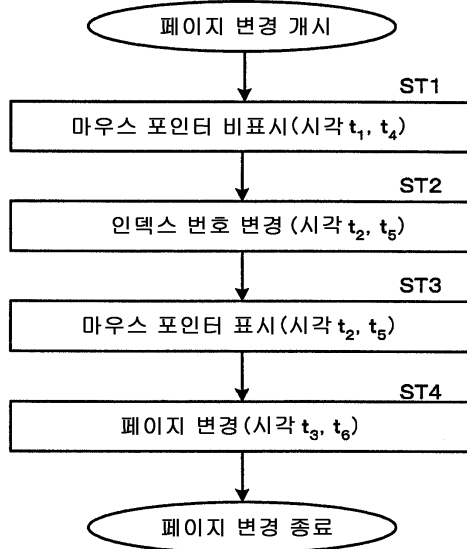 페이지 변경 개시
ST1
마우스 포인터 비표시(시각 t₁, t₄)
ST2
인덱스 번호 변경 (시각 t₂, t₅)
ST3
마우스 포인터 표시(시각 t₂, t₅)
ST4
페이지 변경(시각 t₃, t₆)
페이지 변경 종료